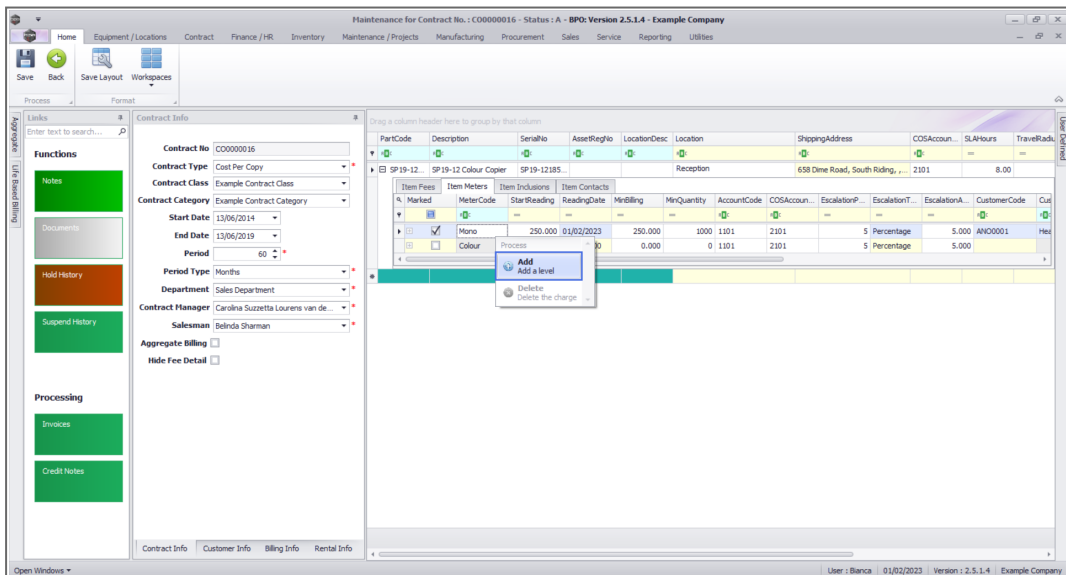 Maintenance for Contract No. : CO0000016 - Status : A - BPO: Version 2.5.1.4 - Example Company
Home Equipment / Locations Contract Finance / HR Inventory Maintenance / Projects Manufacturing Procurement Sales Service Reporting Utilities
Save Back Save Layout Workspaces
Process Format
Links
Enter text to search...
Functions
Notes
Documents
Hold History
Suspend History
Processing
Invoices
Credit Notes
Aggregate
Life Based Billing
Contract Info
Contract No CO0000016
Contract Type Cost Per Copy *
Contract Class Example Contract Class
Contract Category Example Contract Category *
Start Date 13/06/2014
End Date 13/06/2019
Period 60 *
Period Type Months *
Department Sales Department *
Contract Manager Carolina Suzzetta Lourens van de... *
Salesman Belinda Sharman *
Aggregate Billing
Hide Fee Detail
Contract Info Customer Info Billing Info Rental Info
Drag a column header here to group by that column
PartCode Description SerialNo AssetRegNo LocationDesc Location ShippingAddress COSAccoun... SLAHours TravelRadiu
SP19-12... SP19-12 Colour Copier SP19-12185... Reception 658 Dime Road, South Riding, ,... 2101 8.00
Item Fees Item Meters Item Inclusions Item Contacts
Marked MeterCode StartReading ReadingDate MinBilling MinQuantity AccountCode COSAccoun... EscalationP... EscalationT... EscalationA... CustomerCode Cus
Mono 250.000 01/02/2023 250.000 1000 1101 2101 5 Percentage 5.000 ANO0001 Hea
Colour 0.000 0 1101 2101 5 Percentage 5.000
Process
Add
Add a level
Delete
Delete the charge
User Defined
Open Windows User : Bianca 01/02/2023 Version : 2.5.1.4 Example Company